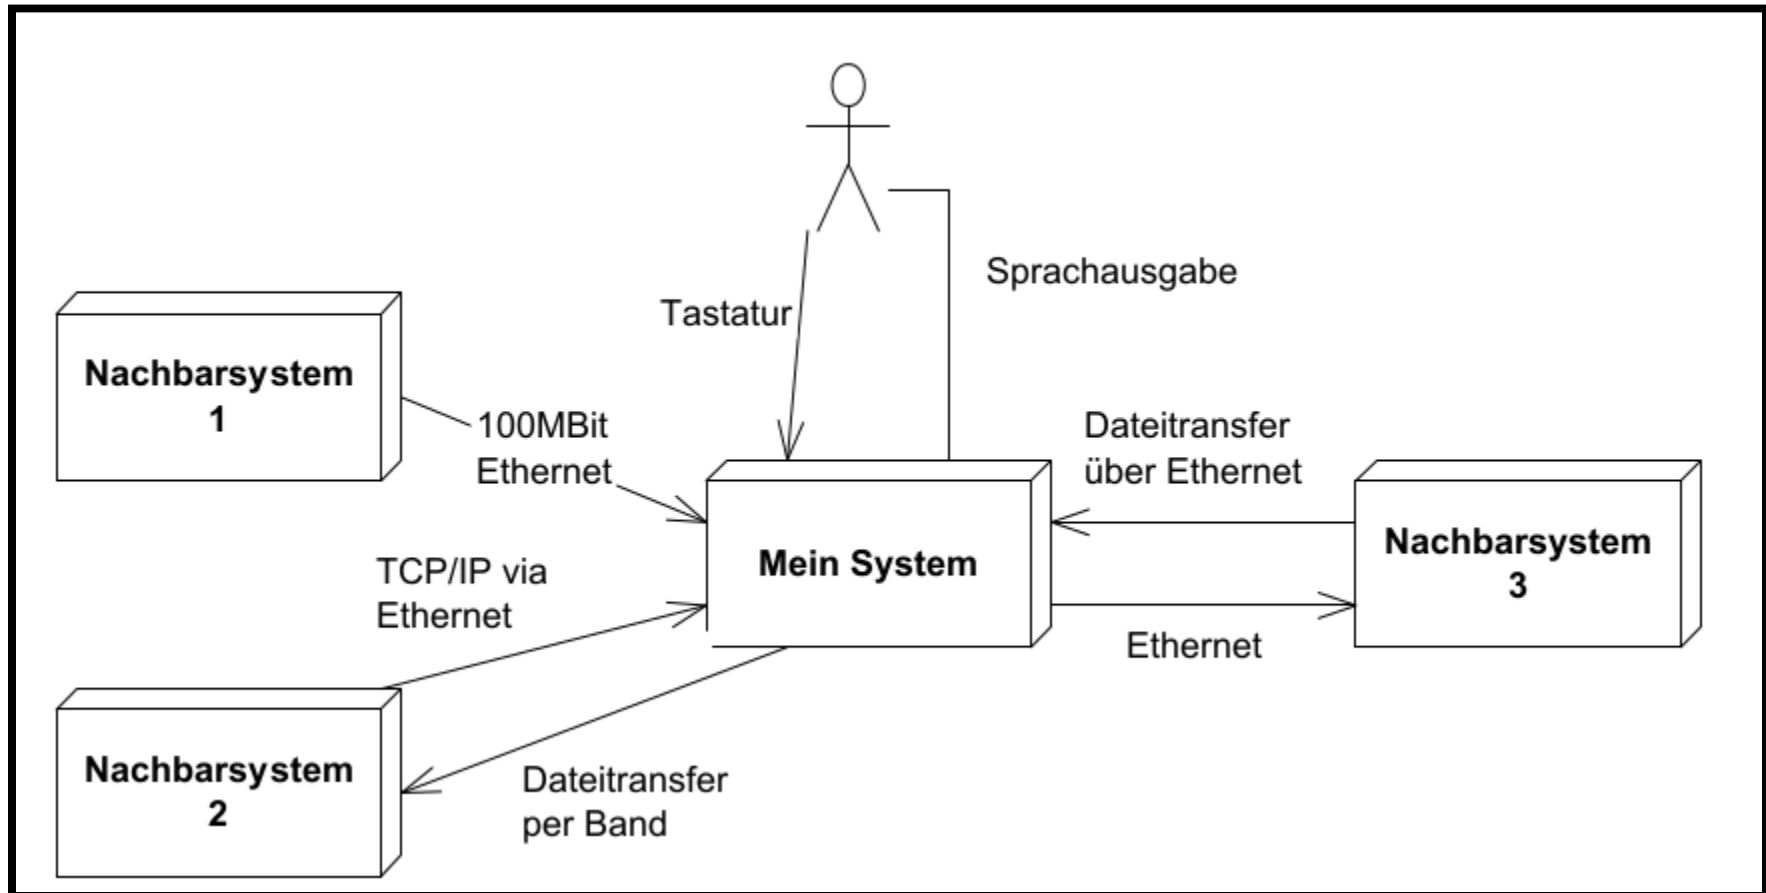 Sprachausgabe
Tastatur
Nachbarsystem
1
100MBit
Ethernet
Dateitransfer
über Ethernet
Mein System
Nachbarsystem
3
TCP/IP via
Ethernet
Ethernet
Nachbarsystem
2
Dateitransfer
per Band